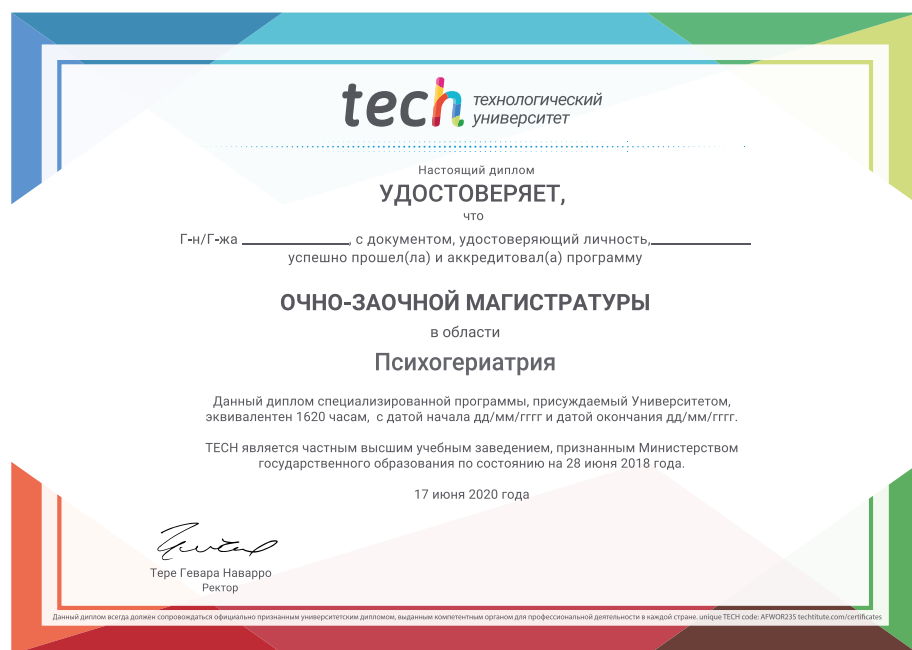 tech технологический
университет
Настоящий диплом
УДОСТОВЕРЯЕТ,
что
Г-н/Г-жа ________________, с документом, удостоверяющий личность,_______________
успешно прошел(ла) и аккредитовал(а) программу
ОЧНО-ЗАОЧНОЙ МАГИСТРАТУРЫ
в области
Психогериатрия
Данный диплом специализированной программы, присуждаемый Университетом,
эквивалентен 1620 часам, с датой начала дд/мм/гггг и датой окончания дд/мм/гггг.
TECH является частным высшим учебным заведением, признанным Министерством
государственного образования по состоянию на 28 июня 2018 года.
17 июня 2020 года
Тере Гевара Наварро
Ректор
Данный диплом всегда должен сопровождаться официально признанным университетским дипломом, выданным компетентным органом для профессиональной деятельности в каждой стране. unique TECH code: AFWOR235 techtitute.com/certificates